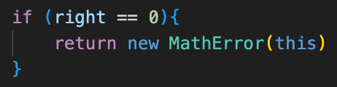 if (right == 0){
    return new MathError(this)
}